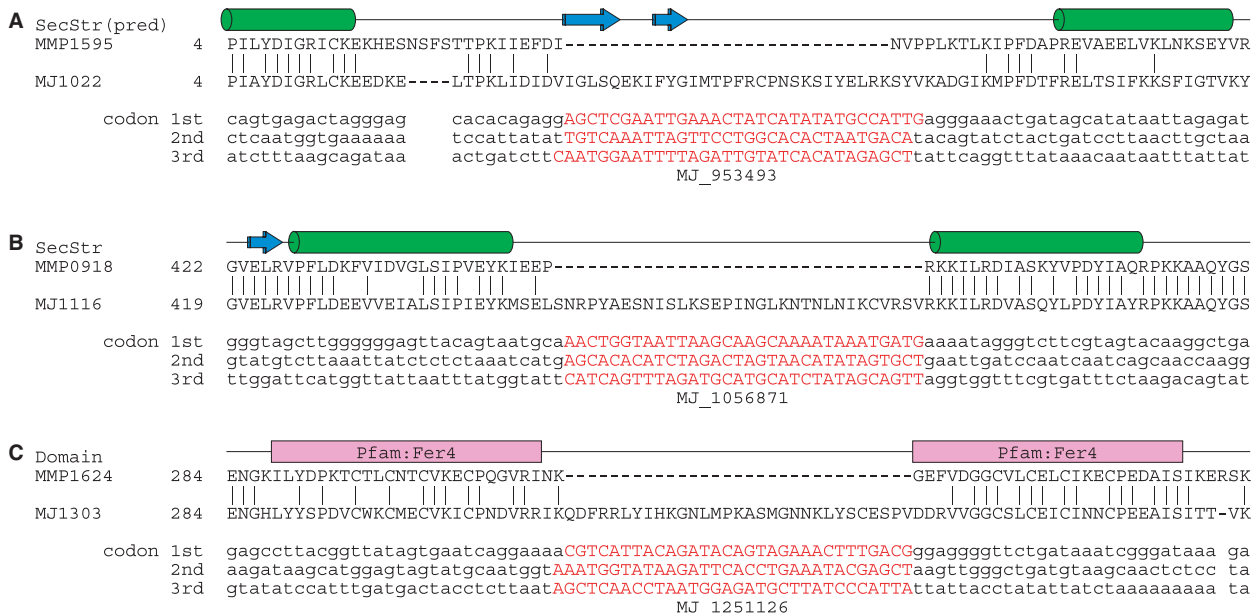 A SecStr(pred)
MMP1595 4 PILYDIGRICKEKHESNSFSTTPKIIEFDI------------------------------NVPPLKTLKIPFDAPREVAEELVKLNKSEYVR
MJ1022 4 PIAYDIGRLCKEEDKE----LTPKLIDIDVIGLSQEKIFYGIMTPFRCPNSKSIYELRKSYVKADGIKMPFDTFRELTSIFKKSFIGTVKY
codon 1st cagtgagactagggag cacacagaggAGCTCGAATTGAAACTATCATATATGCCATTGagggaaactgatagcatataattagagat
2nd ctcaatggtgaaaaaa tccattatatTGTCAAATTAGTTCCTGGCACACTAATGACAtacagtatctactgatccttaacttgctaa
3rd atctttaagcagataa actgatcttCAATGGAATTTTAGATTGTATCACATAGAGCTtattcaggtttataaacaataatttattat
MJ_953493
B SecStr
MMP0918 422 GVELRVPFLDKFVIDVGLSIPVEYKIEEP----------------------------------RKKILRDIASKYVPDYIAQRPKKAAQYGS
MJ1116 419 GVELRVPFLDEEVVEIALSIPIEYKMSELSNRPYAESNISLKSEPINGLKNTNLNIKCVRSVRKKILRDVASQYLPDYIAYRPKKAAQYGS
codon 1st gggtagcttggggggagttacagtaatgcaAACTGGTAATTAAGCAAGCAAAATAAATGATGaaaatagggtcttcgtagtacaaggctga
2nd gtatgtcttaaattatctctctaaatcatgAGCACACATCTAGACTAGTAACATATAGTGCTgaattgatccaatcaatcagcaaccaagg
3rd ttggattcatggttattaatttatggtattCATCAGTTTAGATGCATGCATCTATAGCAGTTaggtggtttcgtgatttctaagacagtat
MJ_1056871
C Domain Pfam:Fer4 Pfam:Fer4
MMP1624 284 ENGKILYDPKTCTLCNTCVKECPQGVRINK--------------------------------GEFVDGGCVLCELCIKECPEDAISIKERSK
MJ1303 284 ENGHLYYSPDVCWKCMECVKICPNDVRRIKQDFRRLYIHKGNLMPKASMGNNKLYSCESPVDDRVVGGCSLCEICINNCPEEAISITT-VK
codon 1st gagccttacggttatagtgaatcaggaaaaCGTCATTACAGATACAGTAGAAACTTTGACGggaggggttctgataaatcgggataaa ga
2nd aagataagcatggagtagtatgcaatggtAAATGGTATAAGATTCACCTGAAATACGAGCTaagttgggctgatgtaagcaactctcc ta
3rd gtatatccatttgatgactacctcttaatAGCTCAACCTAATGGAGATGCTTATCCCATTAtattacctatattatctaaaaaaaaaa ta
MJ_1251126